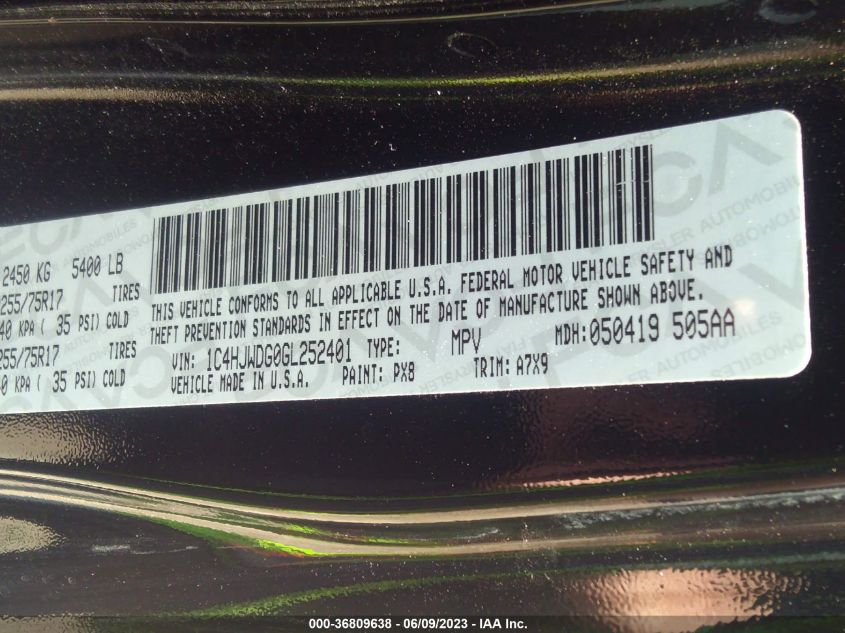 2450 KG 5400 LB
255/75R17 TIRES
40 KPA ( 35 PSI) COLD
255/75R17 TIRES
0 KPA ( 35 PSI) COLD
THIS VEHICLE CONFORMS TO ALL APPLICABLE U.S.A. FEDERAL MOTOR VEHICLE SAFETY AND
THEFT PREVENTION STANDARDS IN EFFECT ON THE DATE OF MANUFACTURE SHOWN ABOVE.
VIN: 1C4HJWDG0GL252401 TYPE: MPV MDH:050419 505AA
VEHICLE MADE IN U.S.A. PAINT: PX8 TRIM: A7X9
000-36809638 - 06/09/2023 - IAA Inc.